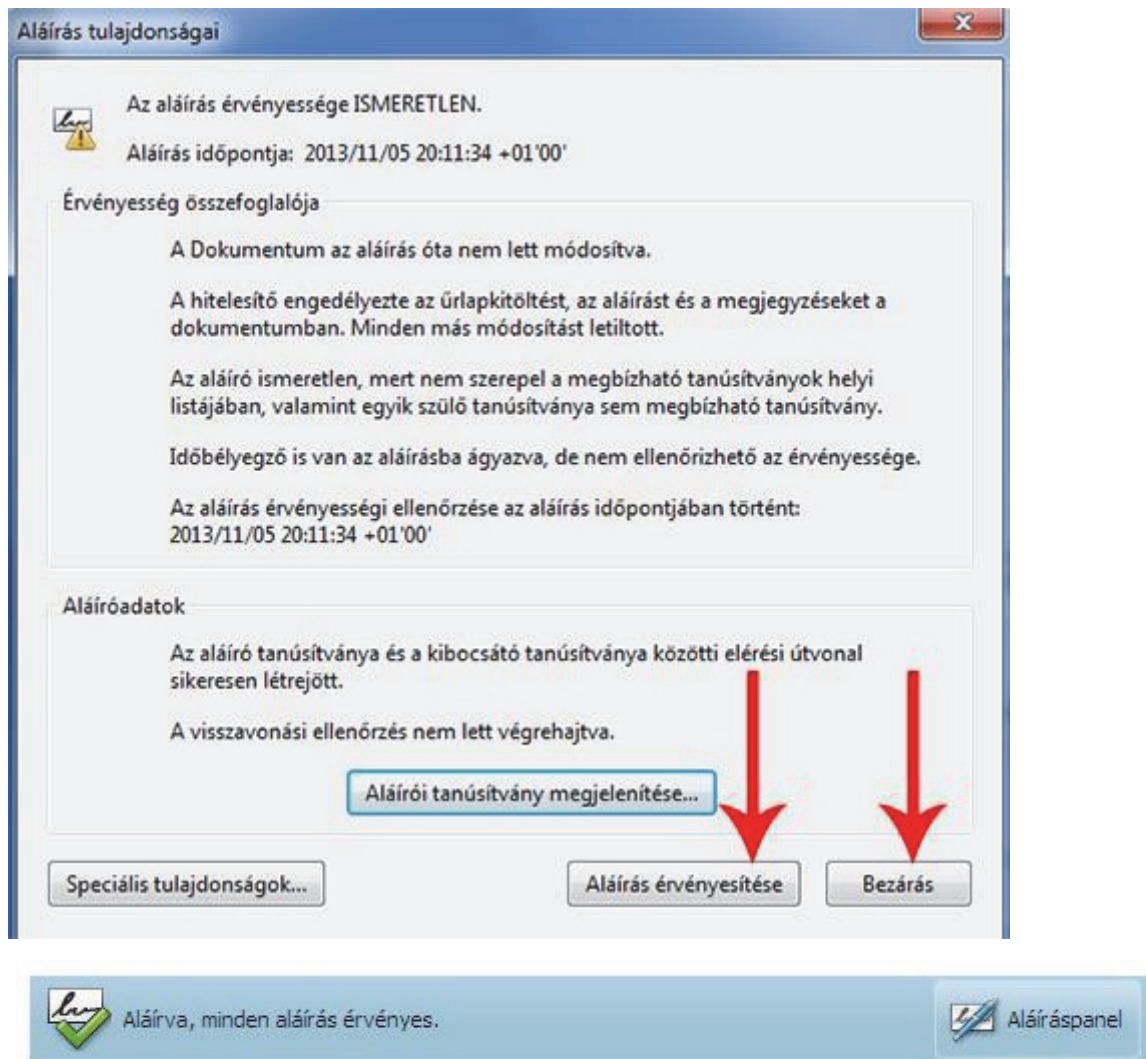 Aláírás tulajdonságai
Az aláírás érvényessége ISMERETLEN.
Aláírás időpontja: 2013/11/05 20:11:34 +01'00'
Érvényesség összefoglalója
A Dokumentum az aláírás óta nem lett módosítva.
A hitelesítő engedélyezte az űrlapkitöltést, az aláírást és a megjegyzéseket a
dokumentumban. Minden más módosítást letiltott.
Az aláíró ismeretlen, mert nem szerepel a megbízható tanúsítványok helyi
listájában, valamint egyik szülő tanúsítványa sem megbízható tanúsítvány.
Időbélyegző is van az aláírásba ágyazva, de nem ellenőrizhető az érvényessége.
Az aláírás érvényességi ellenőrzése az aláírás időpontjában történt:
2013/11/05 20:11:34 +01'00'
Aláíróadatok
Az aláíró tanúsítványa és a kibocsátó tanúsítványa közötti elérési útvonal
sikeresen létrejött.
A visszavonási ellenőrzés nem lett végrehajtva.
Aláírói tanúsítvány megjelenítése...
Speciális tulajdonságok... Aláírás érvényesítése Bezárás
Aláírva, minden aláírás érvényes. Aláíráspanel